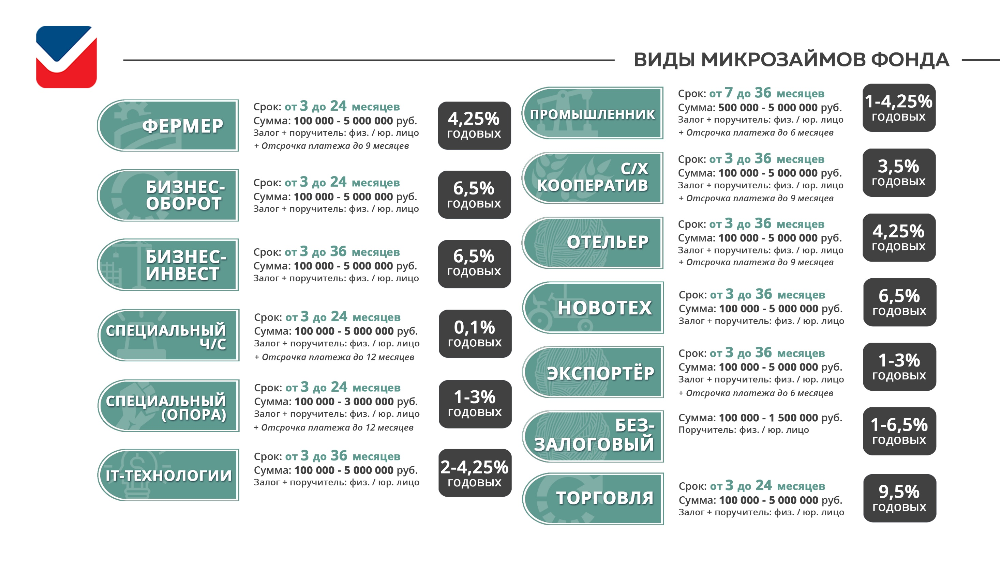 ВИДЫ МИКРОЗАЙМОВ ФОНДА
ФЕРМЕР
Срок: от 3 до 24 месяцев
Сумма: 100 000 - 5 000 000 руб.
Залог + поручитель: физ. / юр. лицо
+ Отсрочка платежа до 9 месяцев
4,25%
годовых
БИЗНЕС-
ОБОРОТ
Срок: от 3 до 24 месяцев
Сумма: 100 000 - 5 000 000 руб.
Залог + поручитель: физ. / юр. лицо
6,5%
годовых
БИЗНЕС-
ИНВЕСТ
Срок: от 3 до 36 месяцев
Сумма: 100 000 - 5 000 000 руб.
Залог + поручитель: физ. / юр. лицо
6,5%
годовых
СПЕЦИАЛЬНЫЙ
Ч/С
Срок: от 3 до 24 месяцев
Сумма: 100 000 - 5 000 000 руб.
Залог + поручитель: физ. / юр. лицо
+ Отсрочка платежа до 12 месяцев
0,1%
годовых
СПЕЦИАЛЬНЫЙ
(ОПОРА)
Срок: от 3 до 24 месяцев
Сумма: 100 000 - 3 000 000 руб.
Залог + поручитель: физ. / юр. лицо
+ Отсрочка платежа до 12 месяцев
1-3%
годовых
IT-ТЕХНОЛОГИИ
Срок: от 3 до 36 месяцев
Сумма: 100 000 - 5 000 000 руб.
Залог + поручитель: физ. / юр. лицо
2-4,25%
годовых
ПРОМЫШЛЕННИК
Срок: от 7 до 36 месяцев
Сумма: 500 000 - 5 000 000 руб.
Залог + поручитель: физ. / юр. лицо
+ Отсрочка платежа до 6 месяцев
1-4,25%
годовых
С/Х
КООПЕРАТИВ
Срок: от 3 до 36 месяцев
Сумма: 100 000 - 5 000 000 руб.
Залог + поручитель: физ. / юр. лицо
+ Отсрочка платежа до 9 месяцев
3,5%
годовых
ОТЕЛЬЕР
Срок: от 3 до 36 месяцев
Сумма: 100 000 - 5 000 000 руб.
Залог + поручитель: физ. / юр. лицо
+ Отсрочка платежа до 9 месяцев
4,25%
годовых
НОВОТЕХ
Срок: от 3 до 36 месяцев
Сумма: 100 000 - 5 000 000 руб.
Залог + поручитель: физ. / юр. лицо
6,5%
годовых
ЭКСПОРТЁР
Срок: от 3 до 36 месяцев
Сумма: 100 000 - 5 000 000 руб.
Залог + поручитель: физ. / юр. лицо
+ Отсрочка платежа до 6 месяцев
1-3%
годовых
БЕЗ-
ЗАЛОГОВЫЙ
Сумма: 100 000 - 1 500 000 руб.
Поручитель: физ. / юр. лицо
1-6,5%
годовых
ТОРГОВЛЯ
Срок: от 3 до 24 месяцев
Сумма: 100 000 - 5 000 000 руб.
Залог + поручитель: физ. / юр. лицо
9,5%
годовых